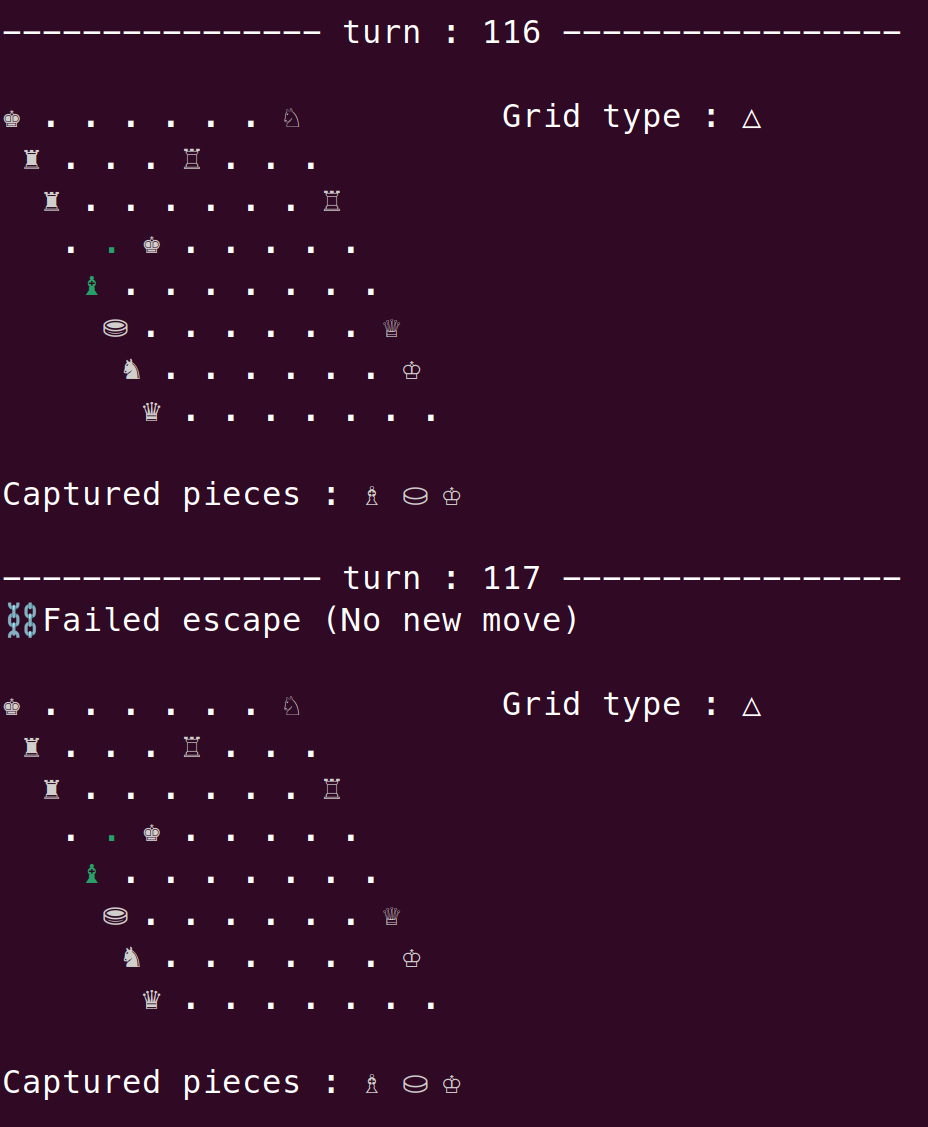 ---------------- turn : 116 -----------------
♚ . . . . . . ♘ Grid type : △
♜ . . . ♖ . . .
♜ . . . . . . ♖
. . ♚ . . . . .
♝ . . . . . . .
⛂ . . . . . . ♕
♞ . . . . . . ♔
♛ . . . . . . .
Captured pieces : ♗ ⛀ ♔
---------------- turn : 117 -----------------
⛓Failed escape (No new move)
♚ . . . . . . ♘ Grid type : △
♜ . . . ♖ . . .
♜ . . . . . . ♖
. . ♚ . . . . .
♝ . . . . . . .
⛂ . . . . . . ♕
♞ . . . . . . ♔
♛ . . . . . . .
Captured pieces : ♗ ⛀ ♔